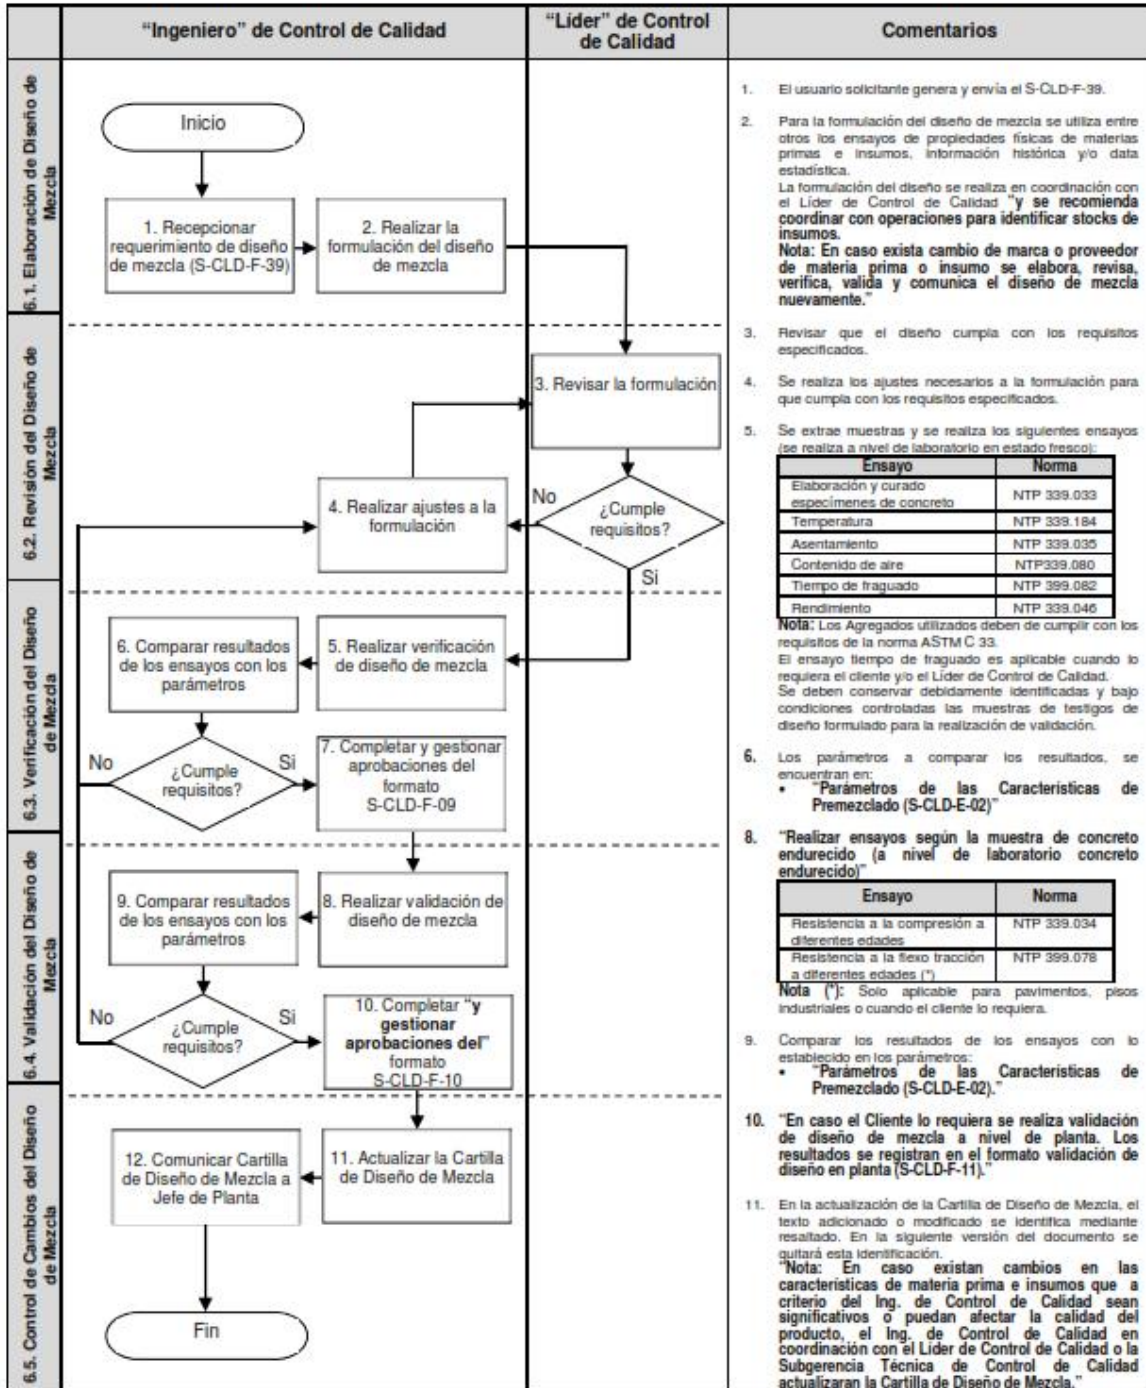 "Ingeniero" de Control de Calidad
"Líder" de Control
de Calidad
Comentarios
6.1. Elaboración de Diseño de
Mezcla
Inicio
1. Recepcionar
requerimiento de diseño
de mezcla (S-CLD-F-39)
2. Realizar la
formulación del diseño
de mezcla
6.2. Revisión del Diseño de
Mezcla
3. Revisar la formulación
4. Realizar ajustes a la
formulación
No
¿Cumple
requisitos?
Si
6.3. Verificación del Diseño
de Mezcla
6. Comparar resultados
de los ensayos con los
parámetros
5. Realizar verificación
de diseño de mezcla
No
¿Cumple
requisitos?
Si
7. Completar y gestionar
aprobaciones del
formato
S-CLD-F-09
6.4. Validación del Diseño de
Mezcla
9. Comparar resultados
de los ensayos con los
parámetros
8. Realizar validación de
diseño de mezcla
No
¿Cumple
requisitos?
Si
10. Completar "y
gestionar
aprobaciones del"
formato
S-CLD-F-10
6.5. Control de Cambios del Diseño
de Mezcla
12. Comunicar Cartilla
de Diseño de Mezcla a
Jefe de Planta
11. Actualizar la Cartilla
de Diseño de Mezcla
Fin
1. El usuario solicitante genera y envía el S-CLD-F-39.
2. Para la formulación del diseño de mezcla se utiliza entre
otros los ensayos de propiedades físicas de materias
primas e insumos, información histórica y/o data
estadística.
La formulación del diseño se realiza en coordinación con
el Líder de Control de Calidad "y se recomienda
coordinar con operaciones para identificar stocks de
insumos.
Nota: En caso exista cambio de marca o proveedor
de materia prima o insumo se elabora, revisa,
verifica, valida y comunica el diseño de mezcla
nuevamente."
3. Revisar que el diseño cumpla con los requisitos
especificados.
4. Se realiza los ajustes necesarios a la formulación para
que cumpla con los requisitos especificados.
5. Se extrae muestras y se realiza los siguientes ensayos
(se realiza a nivel de laboratorio en estado fresco):
Ensayo Norma
Elaboración y curado
especímenes de concreto NTP 339.033
Temperatura NTP 339.184
Asentamiento NTP 339.035
Contenido de aire NTP339.080
Tiempo de fraguado NTP 399.082
Rendimiento NTP 339.046
Nota: Los Agregados utilizados deben de cumplir con los
requisitos de la norma ASTM C 33.
El ensayo tiempo de fraguado es aplicable cuando lo
requiera el cliente y/o el Líder de Control de Calidad.
Se deben conservar debidamente identificadas y bajo
condiciones controladas las muestras de testigos de
diseño formulado para la realización de validación.
6. Los parámetros a comparar los resultados, se
encuentran en:
• "Parámetros de las Características de
Premezclado (S-CLD-E-02)"
8. "Realizar ensayos según la muestra de concreto
endurecido (a nivel de laboratorio concreto
endurecido)"
Ensayo Norma
Resistencia a la compresión a NTP 339.034
diferentes edades
Resistencia a la flexo tracción NTP 399.078
a diferentes edades (*)
Nota (*): Solo aplicable para pavimentos, pisos
industriales o cuando el cliente lo requiera.
9. Comparar los resultados de los ensayos con lo
establecido en los parámetros:
• "Parámetros de las Características de
Premezclado (S-CLD-E-02)."
10. "En caso el Cliente lo requiera se realiza validación
de diseño de mezcla a nivel de planta. Los
resultados se registran en el formato validación de
diseño en planta (S-CLD-F-11)."
11. En la actualización de la Cartilla de Diseño de Mezcla, el
texto adicionado o modificado se identifica mediante
resaltado. En la siguiente versión del documento se
quitará esta identificación.
"Nota: En caso existan cambios en las
características de materia prima e insumos que a
criterio del Ing. de Control de Calidad sean
significativos o puedan afectar la calidad del
producto, el Ing. de Control de Calidad en
coordinación con el Líder de Control de Calidad o la
Subgerencia Técnica de Control de Calidad
actualizaran la Cartilla de Diseño de Mezcla."